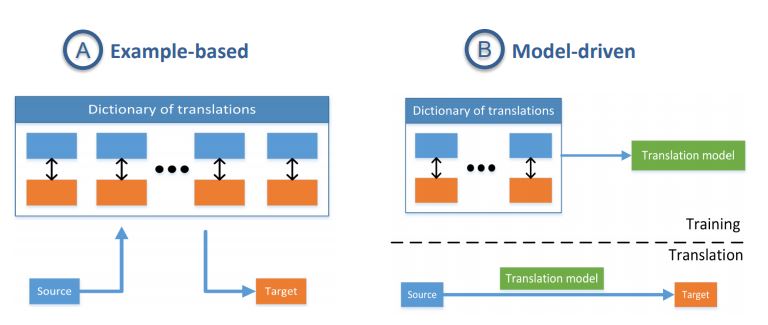 A Example-based
Dictionary of translations
Source
Target
B Model-driven
Dictionary of translations
Translation model
Training
Translation
Translation model
Source
Target